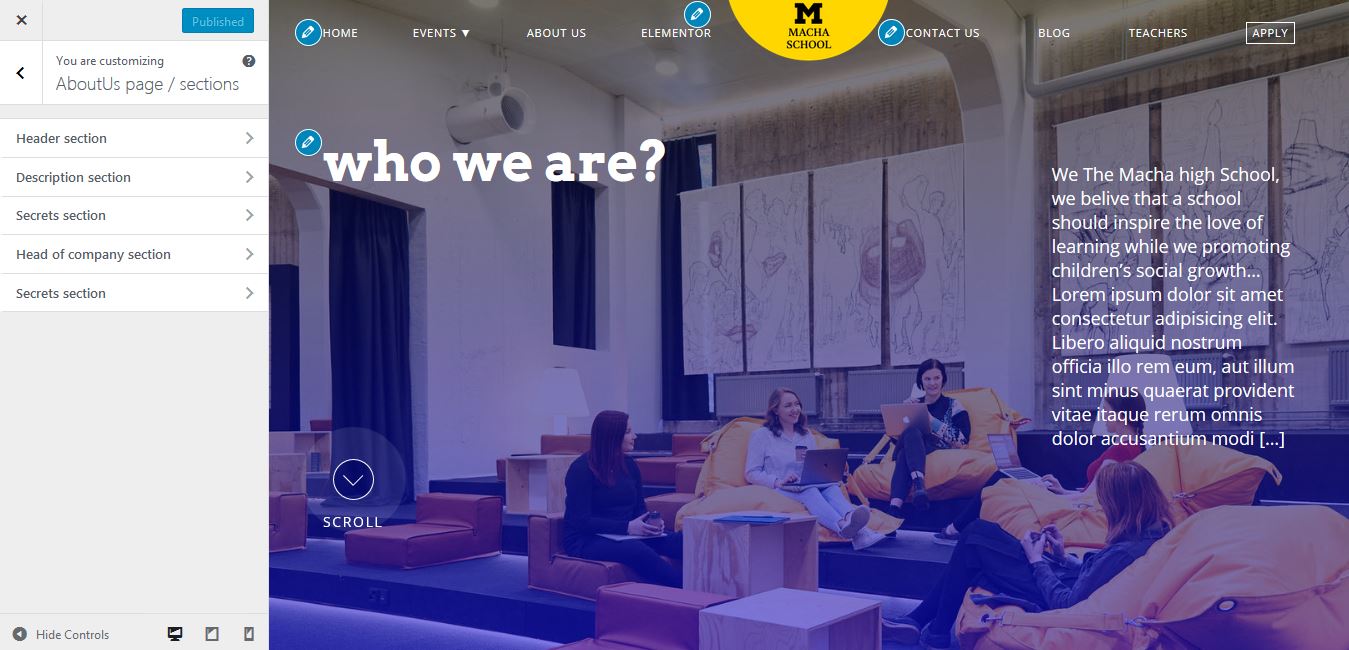 Published
You are customizing
AboutUs page / sections
Header section
Description section
Secrets section
Head of company section
Secrets section
Hide Controls
HOME
EVENTS ▼
ABOUT US
ELEMENTOR
M
MACHA
SCHOOL
CONTACT US
BLOG
TEACHERS
APPLY
who we are?
We The Macha high School,
we belive that a school
should inspire the love of
learning while we promoting
children’s social growth...
Lorem ipsum dolor sit amet
consectetur adipisicing elit.
Libero aliquid nostrum
officia illo rem eum, aut illum
sint minus quaerat provident
vitae itaque rerum omnis
dolor accusantium modi [...]
SCROLL